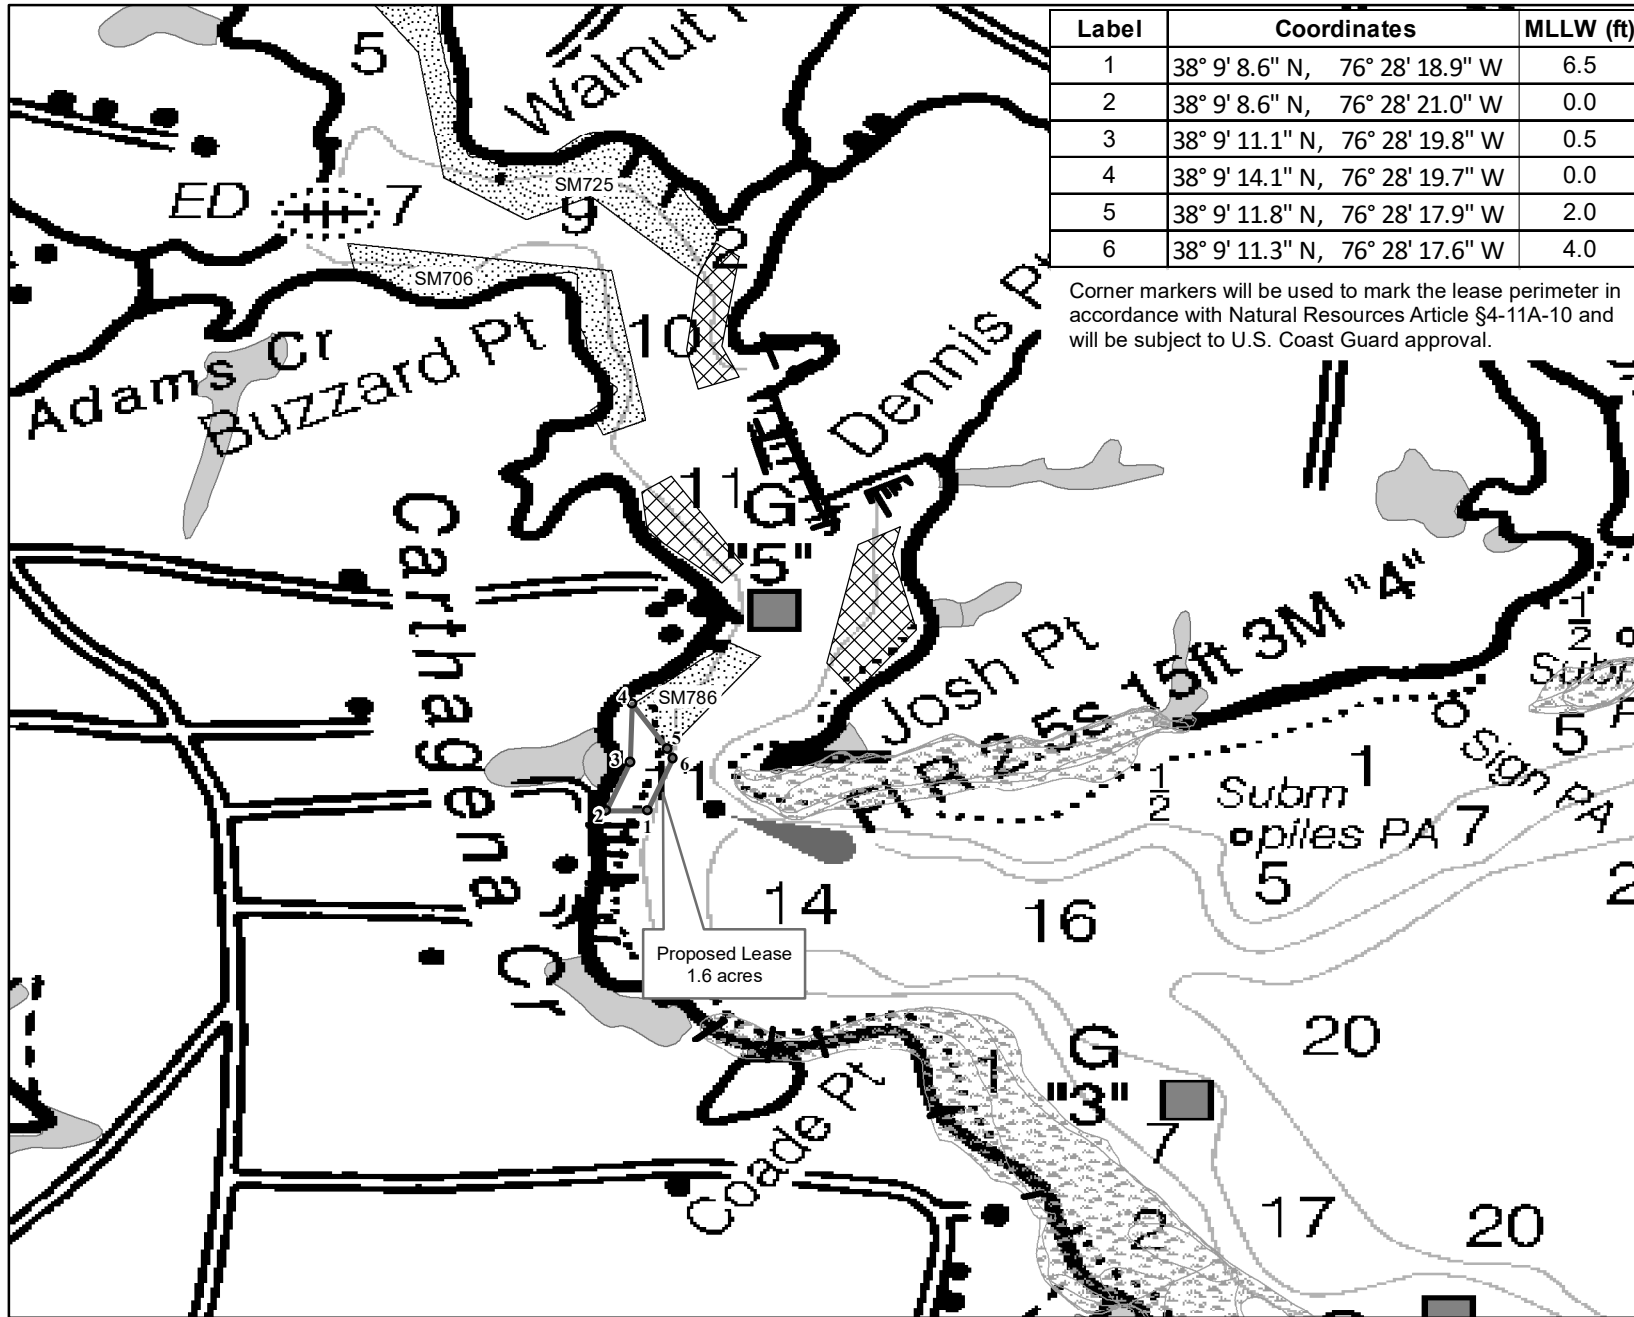 Label Coordinates MLLW (ft)
1 38° 9' 8.6" N, 76° 28' 18.9" W 6.5
2 38° 9' 8.6" N, 76° 28' 21.0" W 0.0
3 38° 9' 11.1" N, 76° 28' 19.8" W 0.5
4 38° 9' 14.1" N, 76° 28' 19.7" W 0.0
5 38° 9' 11.8" N, 76° 28' 17.9" W 2.0
6 38° 9' 11.3" N, 76° 28' 17.6" W 4.0
Corner markers will be used to mark the lease perimeter in
accordance with Natural Resources Article §4-11A-10 and
will be subject to U.S. Coast Guard approval.
5
Walnut
SM725
ED
7
9
2
SM706
10
Adams Cr
Buzzard Pt
Dennis
11
G
"5"
Carthagena Cr
Josh Pt
SM786
4
5
3
6
2
1
1
Fl R 2.5s 15ft 3M "4"
1/2
5
Sign PA
1
1/2
Subm
piles PA
7
5
14
16
2
Proposed Lease
1.6 acres
20
G
"3"
1
7
Coade Pt
2
17
20